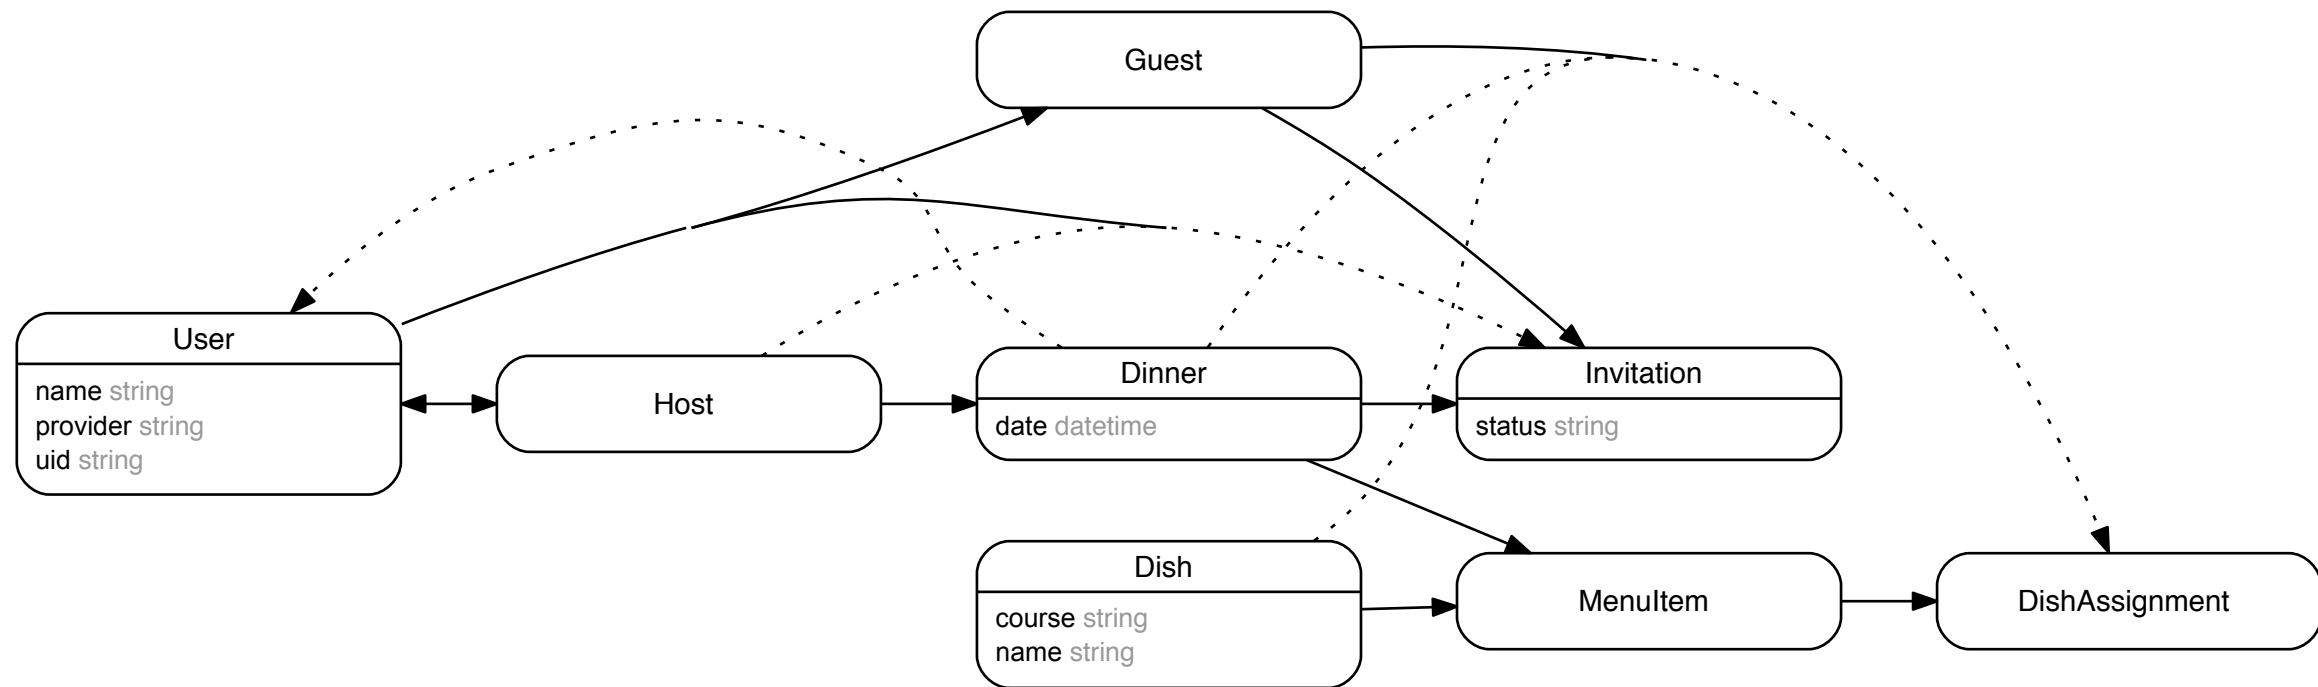 Guest
User
name string
provider string
uid string
Host
Dinner
date datetime
Invitation
status string
Dish
course string
name string
MenuItem
DishAssignment